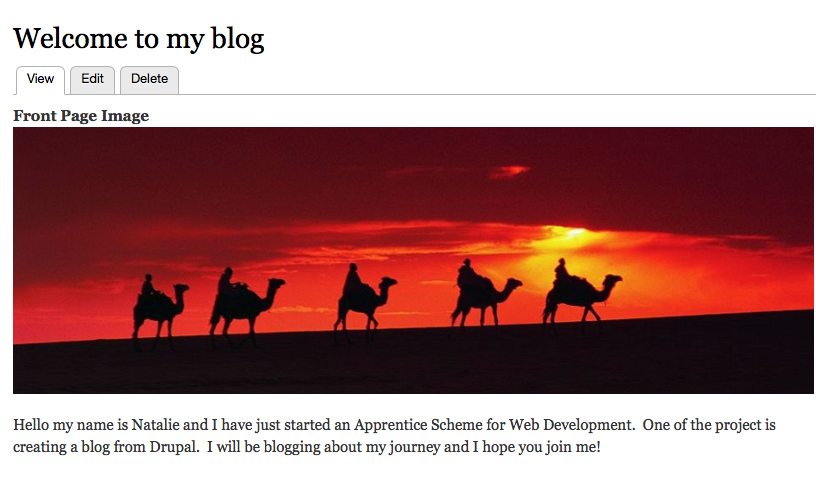 Welcome to my blog
View Edit Delete
Front Page Image
Hello my name is Natalie and I have just started an Apprentice Scheme for Web Development.  One of the project is
creating a blog from Drupal.  I will be blogging about my journey and I hope you join me!